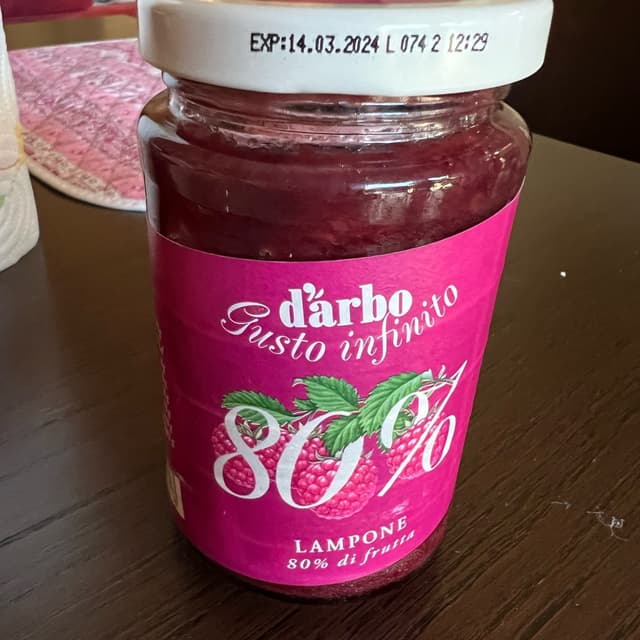 EXP:14.03.2024 L 074 2 12:29
d'arbo
Gusto infinito
80%
LAMPONE
80% di frutta